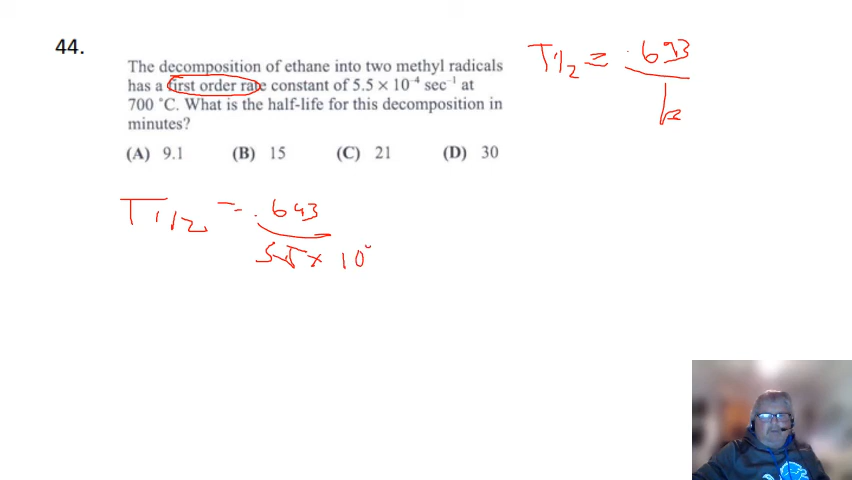 44.
The decomposition of ethane into two methyl radicals
has a first order rate constant of 5.5 × 10⁻⁴ sec⁻¹ at
700 °C. What is the half-life for this decomposition in
minutes?
(A) 9.1 (B) 15 (C) 21 (D) 30
T½ = .693
k
T1/2 = .693
5.5 × 10